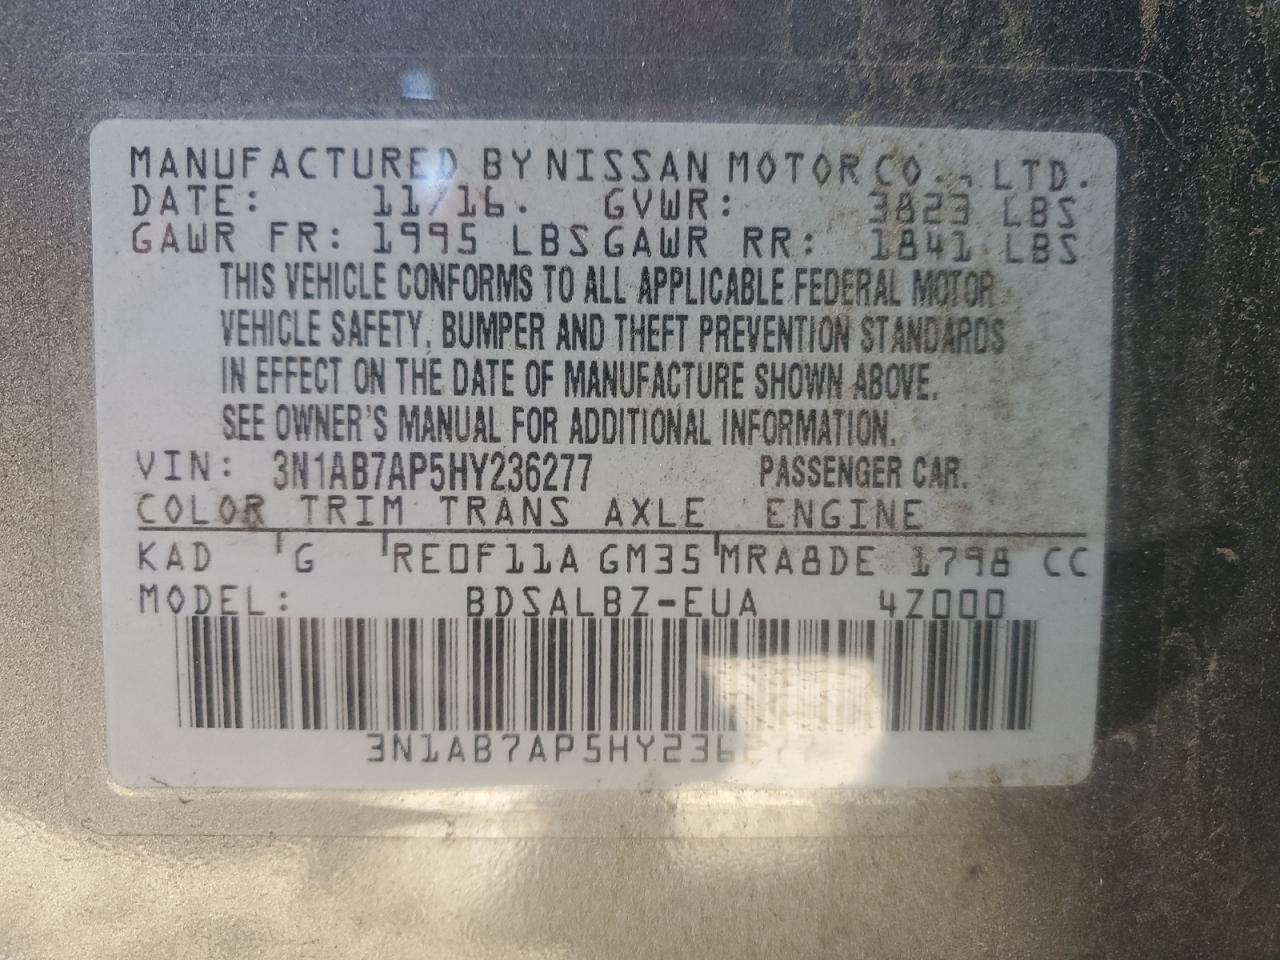 MANUFACTURED BY NISSAN MOTOR CO., LTD.
DATE: 11/16. GVWR: 3823 LBS
GAWR FR: 1995 LBS GAWR RR: 1841 LBS
THIS VEHICLE CONFORMS TO ALL APPLICABLE FEDERAL MOTOR
VEHICLE SAFETY, BUMPER AND THEFT PREVENTION STANDARDS
IN EFFECT ON THE DATE OF MANUFACTURE SHOWN ABOVE.
SEE OWNER'S MANUAL FOR ADDITIONAL INFORMATION.
VIN: 3N1AB7AP5HY236277 PASSENGER CAR.
COLOR TRIM TRANS AXLE ENGINE
KAD G RE0F11A GM35 MRA8DE 1798 CC
MODEL: BDSALBZ-EUA 4Z000
3N1AB7AP5HY236277